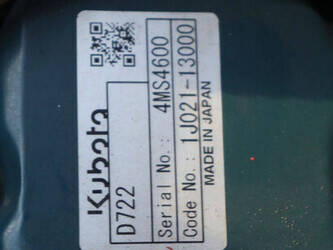 Kubota
D722
Serial No.: 4MS4600
Code No.: 1J021-13000
MADE IN JAPAN